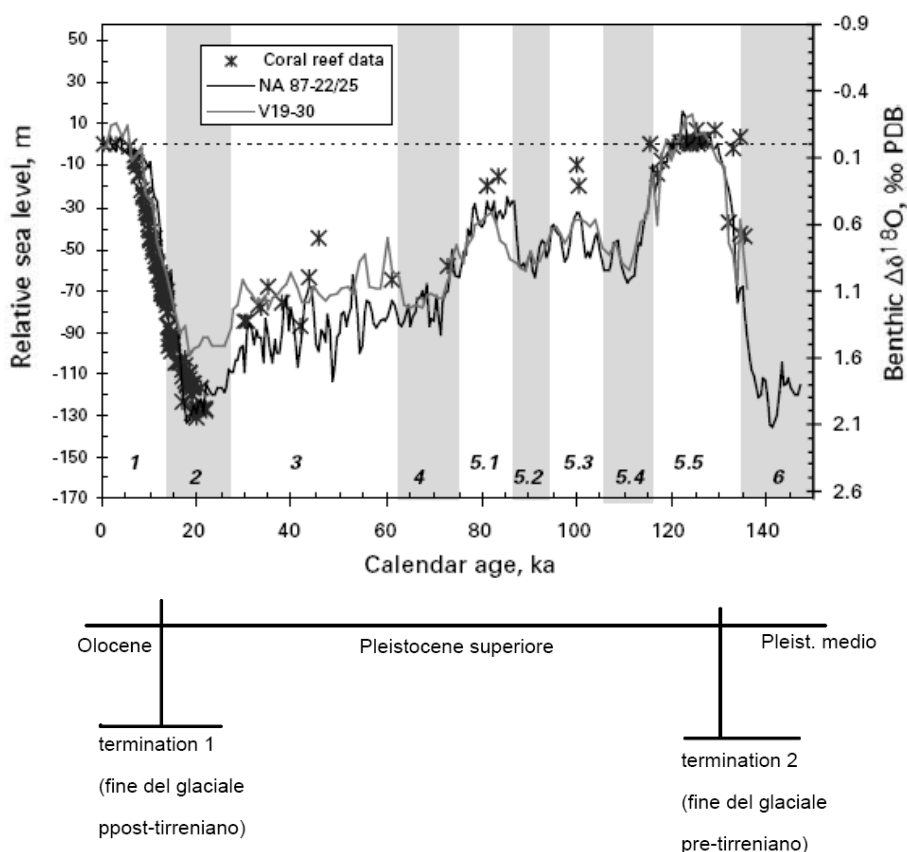 Coral reef data
NA 87-22/25
V19-30
Relative sea level, m
50
30
10
-10
-30
-50
-70
-90
-110
-130
-150
-170
-0.9
-0.4
0.1
0.6
1.1
1.6
2.1
2.6
Benthic Δδ¹⁸O, ‰ PDB
1
2
3
4
5.1
5.2
5.3
5.4
5.5
6
0 20 40 60 80 100 120 140
Calendar age, ka
Olocene
Pleistocene superiore
Pleist. medio
termination 1
(fine del glaciale
ppost-tirreniano)
termination 2
(fine del glaciale
pre-tirreniano)